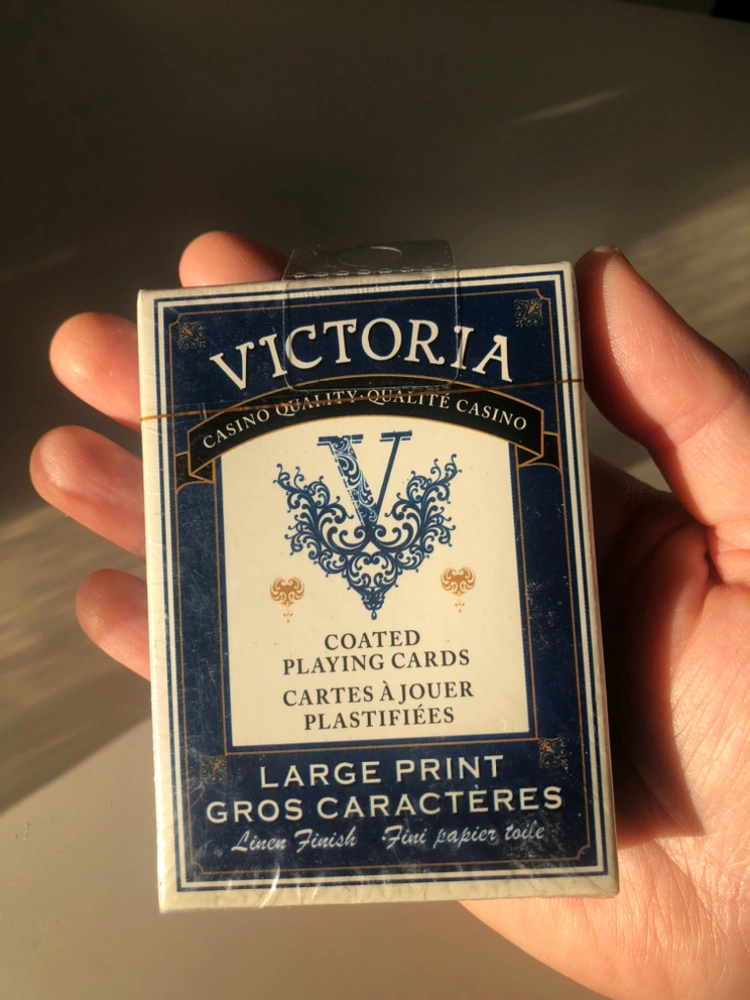 VICTORIA
CASINO QUALITY · QUALITÉ CASINO
V
COATED
PLAYING CARDS
CARTES À JOUER
PLASTIFIÉES
LARGE PRINT
GROS CARACTÈRES
Linen Finish · Fini papier toile